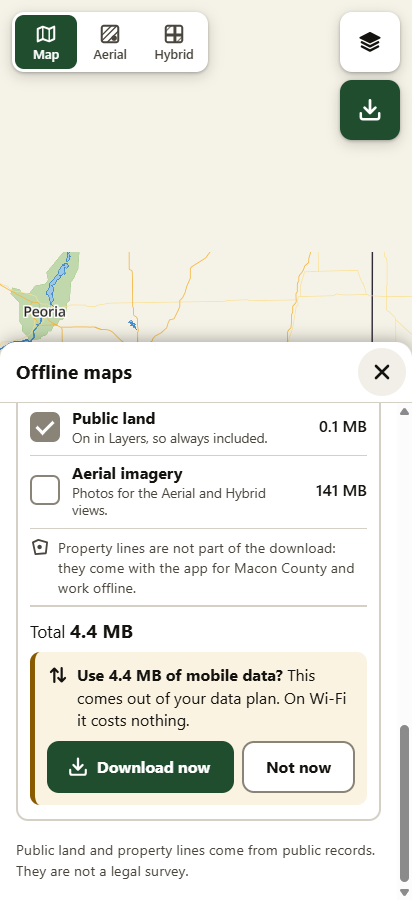 Map
Aerial
Hybrid
Peoria
Offline maps
Public land
On in Layers, so always included.
0.1 MB
Aerial imagery
Photos for the Aerial and Hybrid
views.
141 MB
Property lines are not part of the download:
they come with the app for Macon County and
work offline.
Total 4.4 MB
Use 4.4 MB of mobile data? This
comes out of your data plan. On Wi-Fi
it costs nothing.
Download now
Not now
Public land and property lines come from public records.
They are not a legal survey.